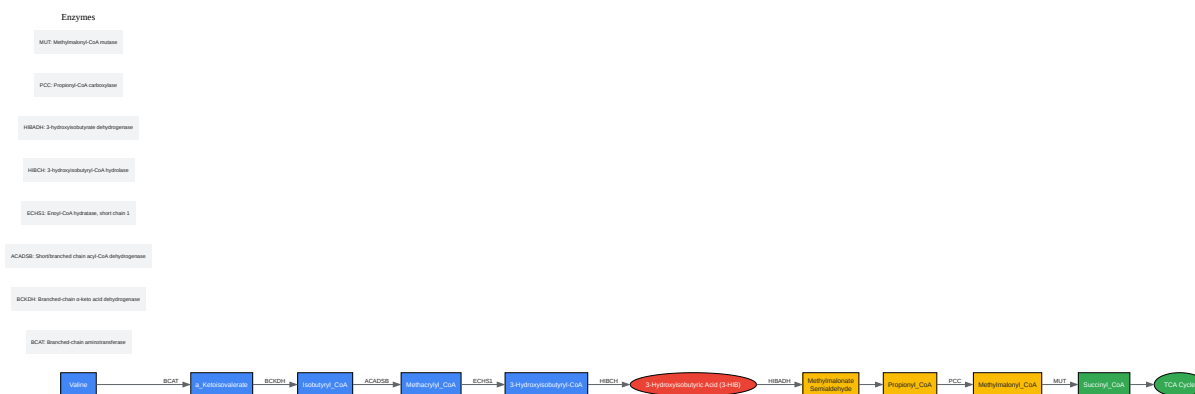 Enzymes
MUT: Methylmalonyl-CoA mutase
PCC: Propionyl-CoA carboxylase
HIBADH: 3-hydroxyisobutyrate dehydrogenase
HIBCH: 3-hydroxyisobutyryl-CoA hydrolase
ECHS1: Enoyl-CoA hydratase, short chain 1
ACADSB: Short/branched chain acyl-CoA dehydrogenase
BCKDH: Branched-chain α-keto acid dehydrogenase
BCAT: Branched-chain aminotransferase
Valine
BCAT
a_Ketoisovalerate
BCKDH
Isobutyryl_CoA
ACADSB
Methacrylyl_CoA
ECHS1
3-Hydroxyisobutyryl-CoA
HIBCH
3-Hydroxyisobutyric Acid (3-HIB)
HIBADH
Methylmalonate
Semialdehyde
Propionyl_CoA
PCC
Methylmalonyl_CoA
MUT
Succinyl_CoA
TCA Cycle